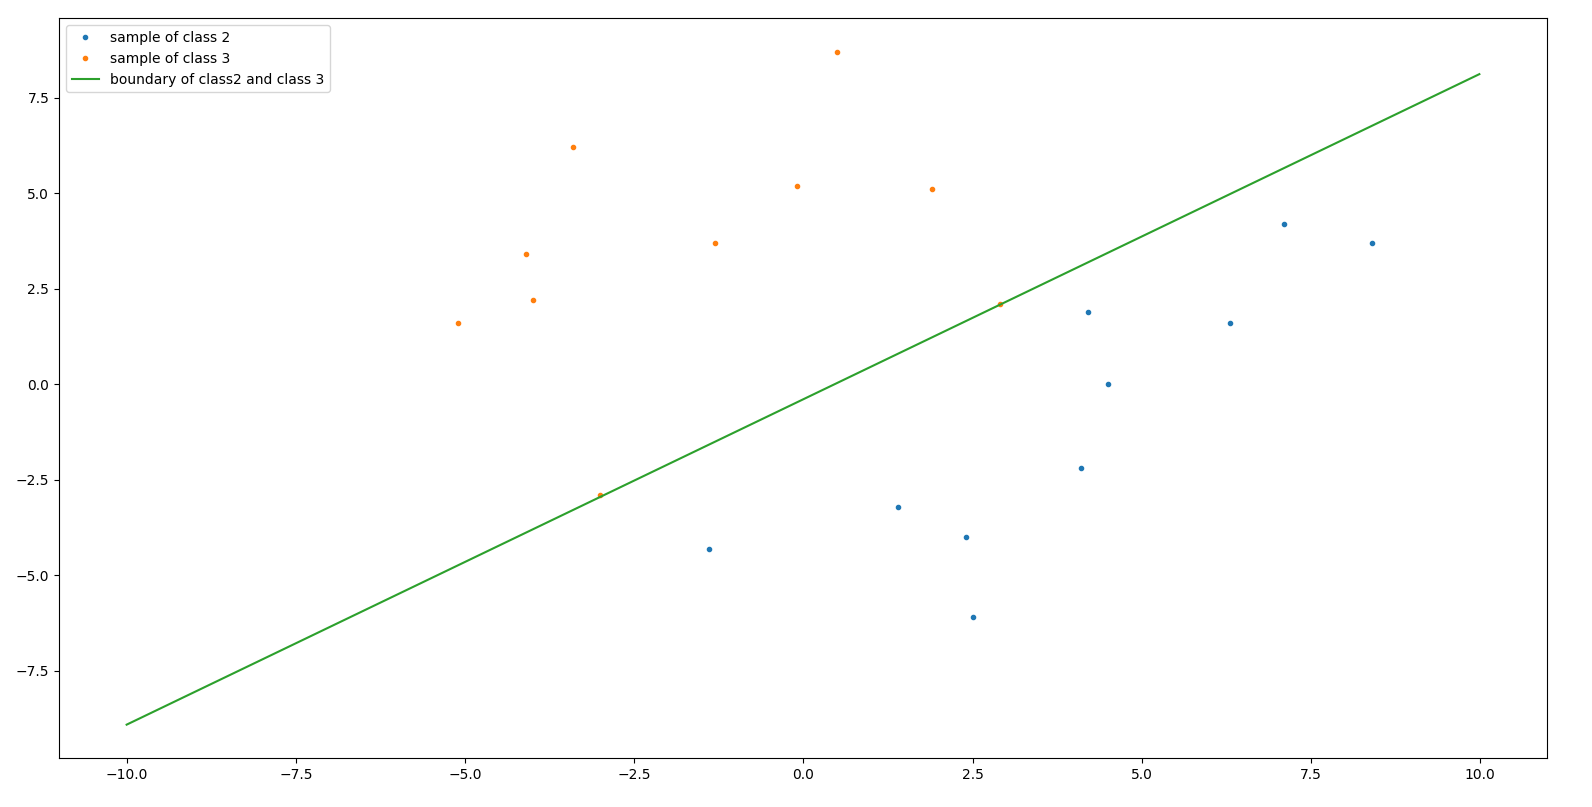 sample of class 2
sample of class 3
boundary of class2 and class 3
7.5
5.0
2.5
0.0
−2.5
−5.0
−7.5
−10.0 −7.5 −5.0 −2.5 0.0 2.5 5.0 7.5 10.0